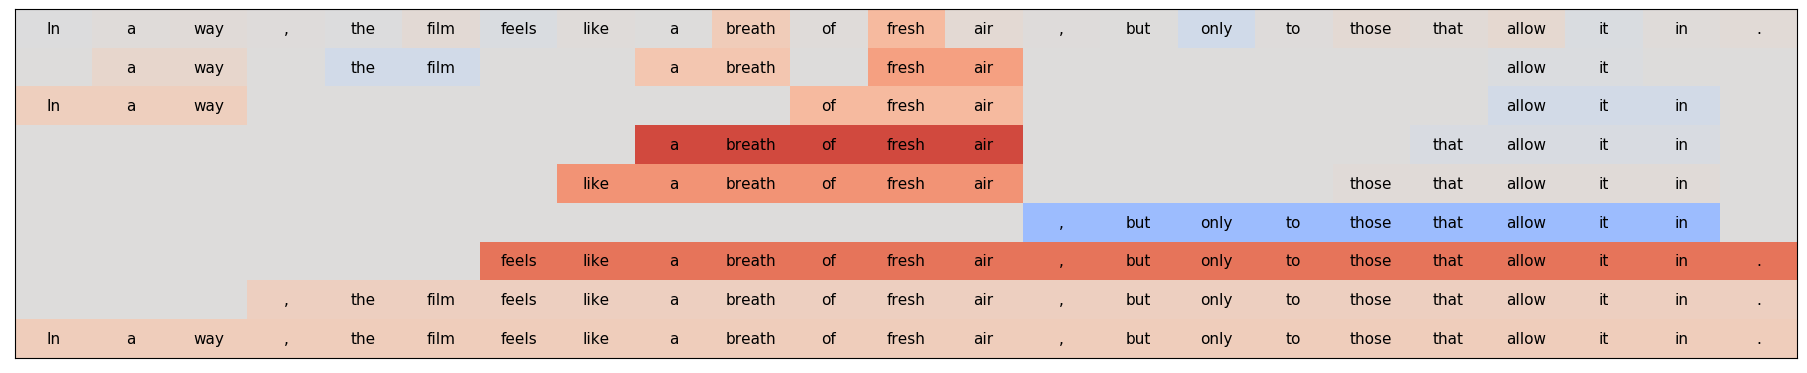 In a way , the film feels like a breath of fresh air , but only to those that allow it in .
a way the film a breath fresh air allow it
In a way of fresh air allow it in
a breath of fresh air that allow it in
like a breath of fresh air those that allow it in
, but only to those that allow it in
feels like a breath of fresh air , but only to those that allow it in .
, the film feels like a breath of fresh air , but only to those that allow it in .
In a way , the film feels like a breath of fresh air , but only to those that allow it in .